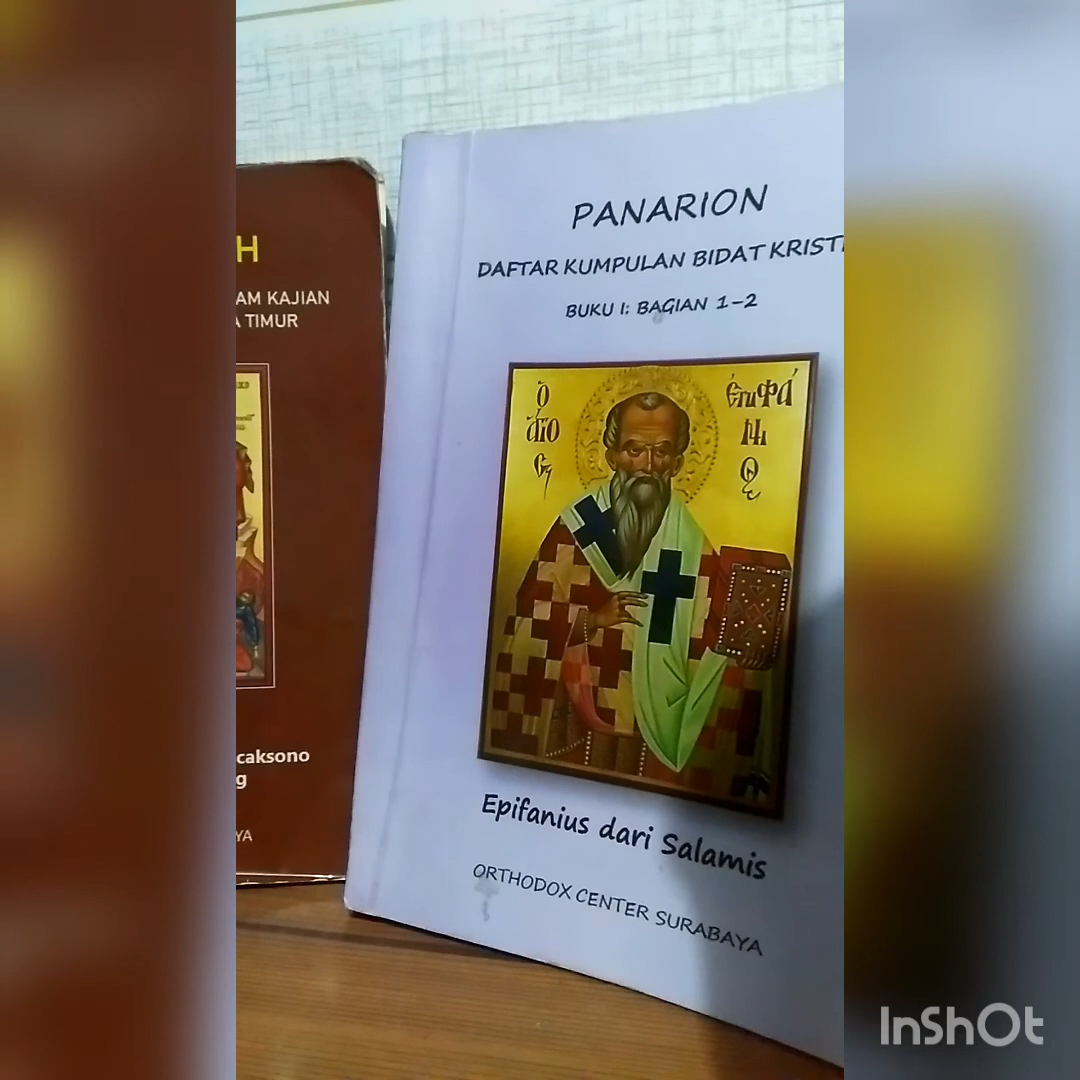 H
AM KAJIAN
A TIMUR
caksono
g
YA
PANARION
DAFTAR KUMPULAN BIDAT KRISTE
BUKU I: BAGIAN 1-2
Epifanius dari Salamis
ORTHODOX CENTER SURABAYA
InShOt